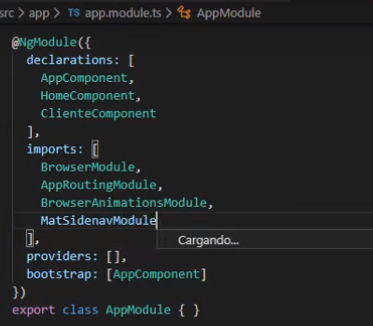 src > app > TS app.module.ts > AppModule
@NgModule({
declarations: [
AppComponent,
HomeComponent,
ClienteComponent
],
imports: [
BrowserModule,
AppRoutingModule,
BrowserAnimationsModule,
MatSidenavModule
Cargando...
],
providers: [],
bootstrap: [AppComponent]
})
export class AppModule { }